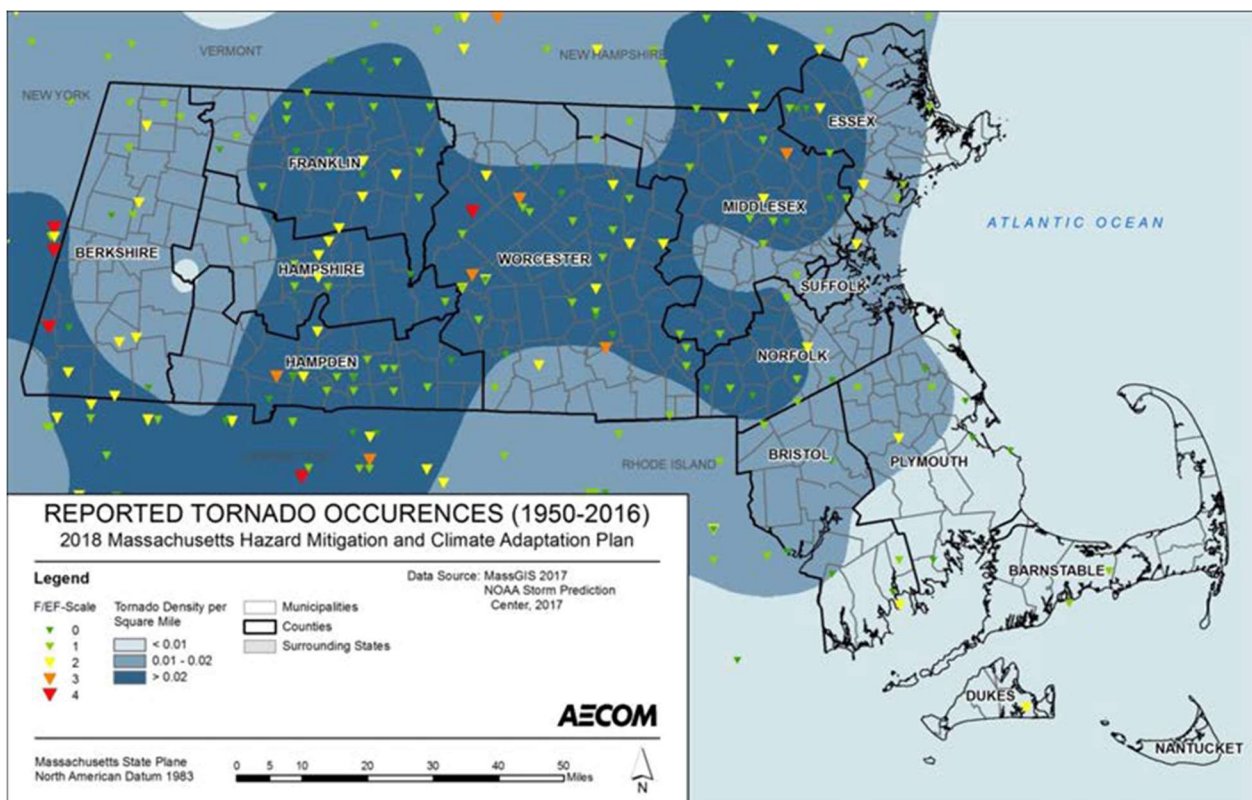 VERMONT
NEW HAMPSHIRE
NEW YORK
ESSEX
FRANKLIN
MIDDLESEX
ATLANTIC OCEAN
BERKSHIRE
HAMPSHIRE
WORCESTER
SUFFOLK
HAMPDEN
NORFOLK
BRISTOL
PLYMOUTH
RHODE ISLAND
BARNSTABLE
DUKES
NANTUCKET
REPORTED TORNADO OCCURENCES (1950-2016)
2018 Massachusetts Hazard Mitigation and Climate Adaptation Plan
Legend
Data Source: MassGIS 2017
NOAA Storm Prediction
Center, 2017
F/EF-Scale
0
1
2
3
4
Tornado Density per
Square Mile
< 0.01
0.01 - 0.02
> 0.02
Municipalities
Counties
Surrounding States
AECOM
Massachusetts State Plane
North American Datum 1983
0 5 10 20 30 40 50
Miles
N